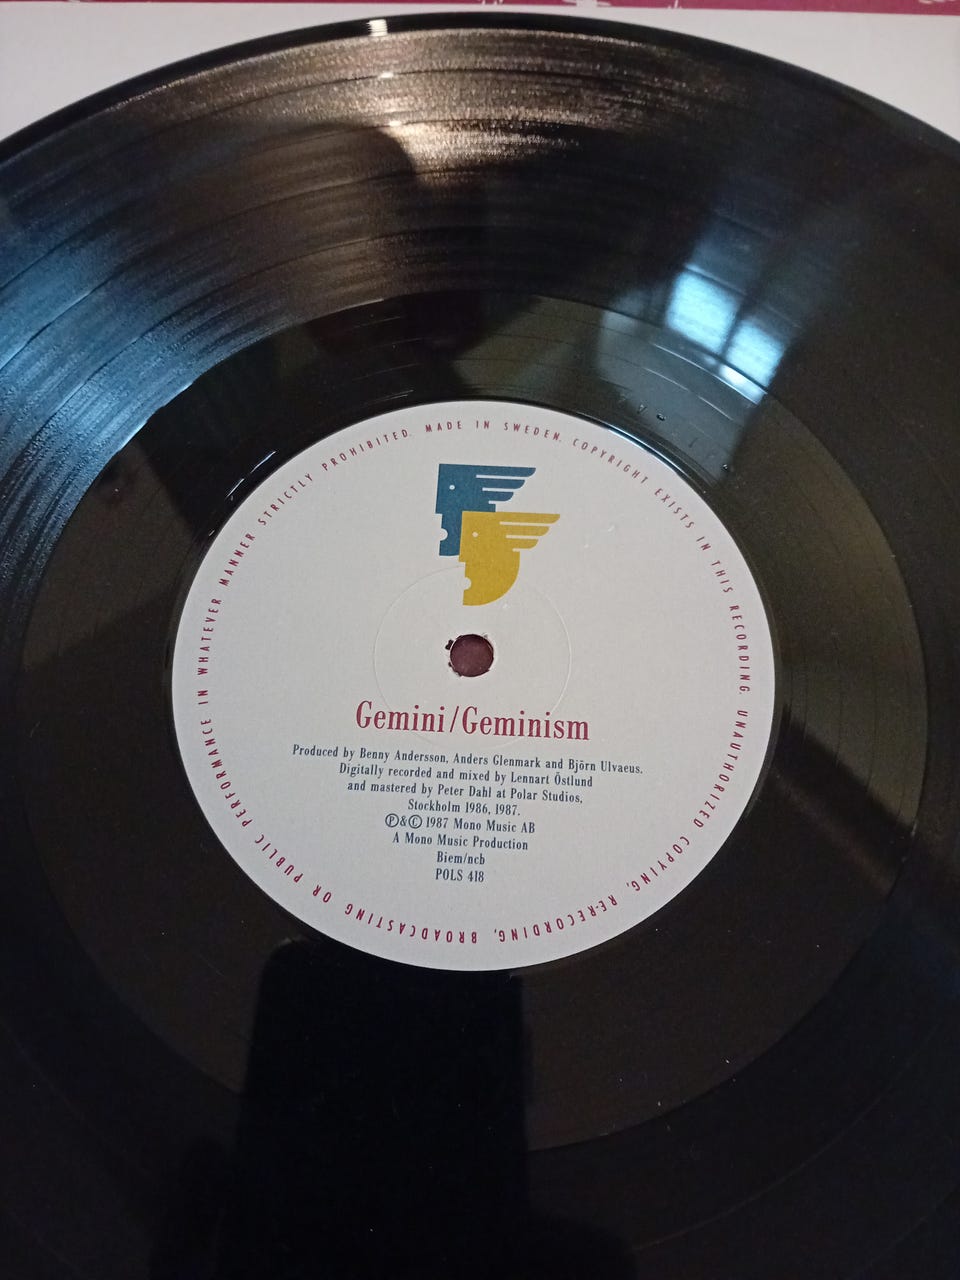 MADE IN SWEDEN. COPYRIGHT EXISTS IN THIS RECORDING. UNAUTHORIZED COPYING, RE-RECORDING, BROADCASTING OR PUBLIC PERFORMANCE IN WHATEVER MANNER STRICTLY PROHIBITED.
Gemini/Geminism
Produced by Benny Andersson, Anders Glenmark and Björn Ulvaeus.
Digitally recorded and mixed by Lennart Östlund
and mastered by Peter Dahl at Polar Studios,
Stockholm 1986, 1987.
Ⓟ&Ⓒ 1987 Mono Music AB
A Mono Music Production
Biem/ncb
POLS 418